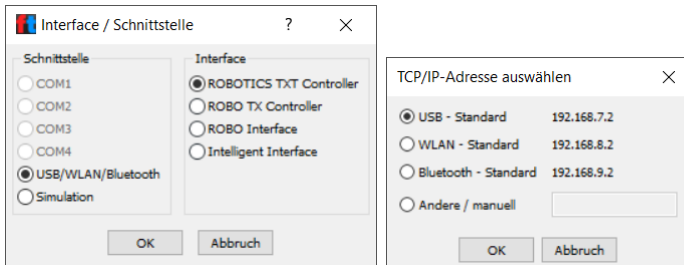 Interface / Schnittstelle
Schnittstelle
COM1
COM2
COM3
COM4
USB/WLAN/Bluetooth
Simulation
Interface
ROBOTICS TXT Controller
ROBO TX Controller
ROBO Interface
Intelligent Interface
OK Abbruch
TCP/IP-Adresse auswählen
USB - Standard 192.168.7.2
WLAN - Standard 192.168.8.2
Bluetooth - Standard 192.168.9.2
Andere / manuell
OK Abbruch